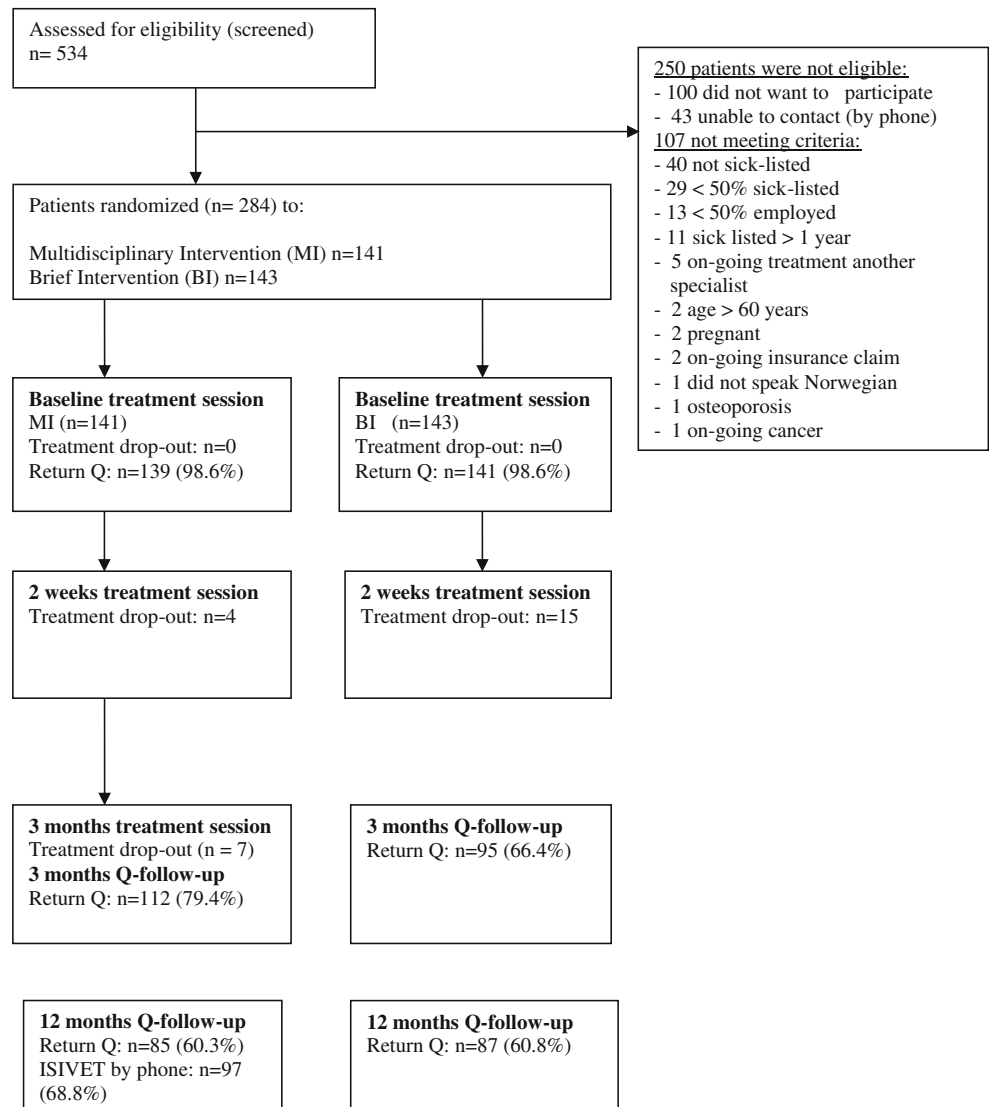 Assessed for eligibility (screened)
n= 534
250 patients were not eligible:
- 100 did not want to participate
- 43 unable to contact (by phone)
107 not meeting criteria:
- 40 not sick-listed
- 29 < 50% sick-listed
- 13 < 50% employed
- 11 sick listed > 1 year
- 5 on-going treatment another
specialist
- 2 age > 60 years
- 2 pregnant
- 2 on-going insurance claim
- 1 did not speak Norwegian
- 1 osteoporosis
- 1 on-going cancer
Patients randomized (n= 284) to:
Multidisciplinary Intervention (MI) n=141
Brief Intervention (BI) n=143
Baseline treatment session
MI (n=141)
Treatment drop-out: n=0
Return Q: n=139 (98.6%)
Baseline treatment session
BI (n=143)
Treatment drop-out: n=0
Return Q: n=141 (98.6%)
2 weeks treatment session
Treatment drop-out: n=4
2 weeks treatment session
Treatment drop-out: n=15
3 months treatment session
Treatment drop-out (n = 7)
3 months Q-follow-up
Return Q: n=112 (79.4%)
3 months Q-follow-up
Return Q: n=95 (66.4%)
12 months Q-follow-up
Return Q: n=85 (60.3%)
ISIVET by phone: n=97
(68.8%)
12 months Q-follow-up
Return Q: n=87 (60.8%)